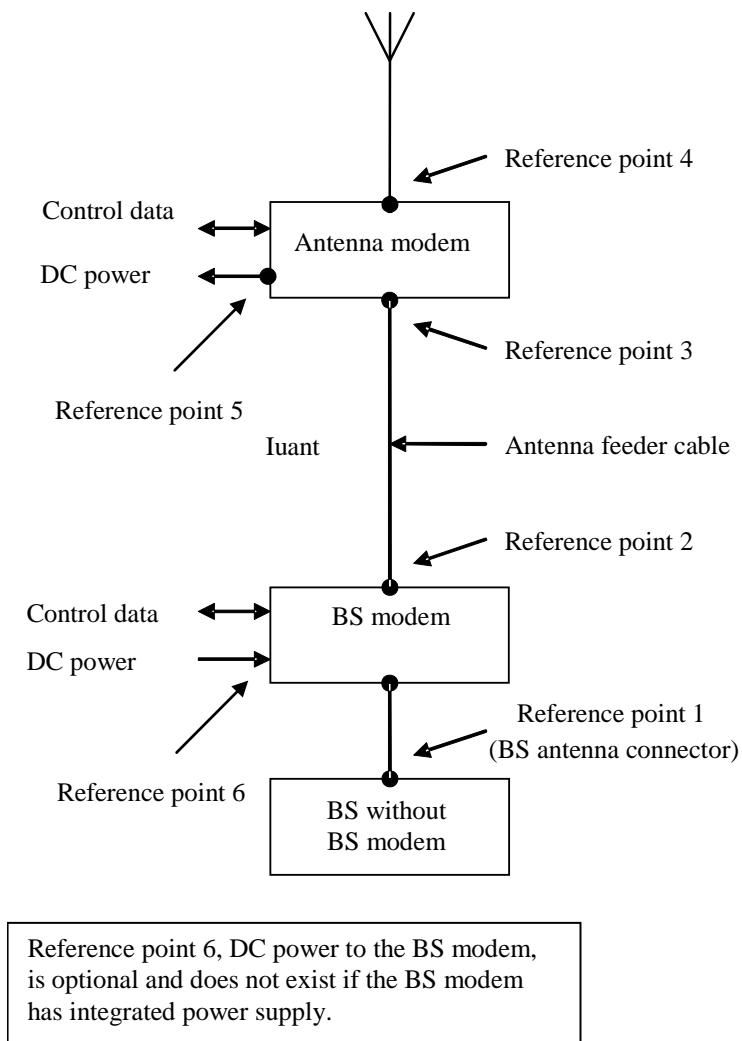 Reference point 4
Control data
Antenna modem
DC power
Reference point 3
Reference point 5
Iuant
Antenna feeder cable
Reference point 2
Control data
BS modem
DC power
Reference point 1
(BS antenna connector)
Reference point 6
BS without
BS modem
Reference point 6, DC power to the BS modem,
is optional and does not exist if the BS modem
has integrated power supply.